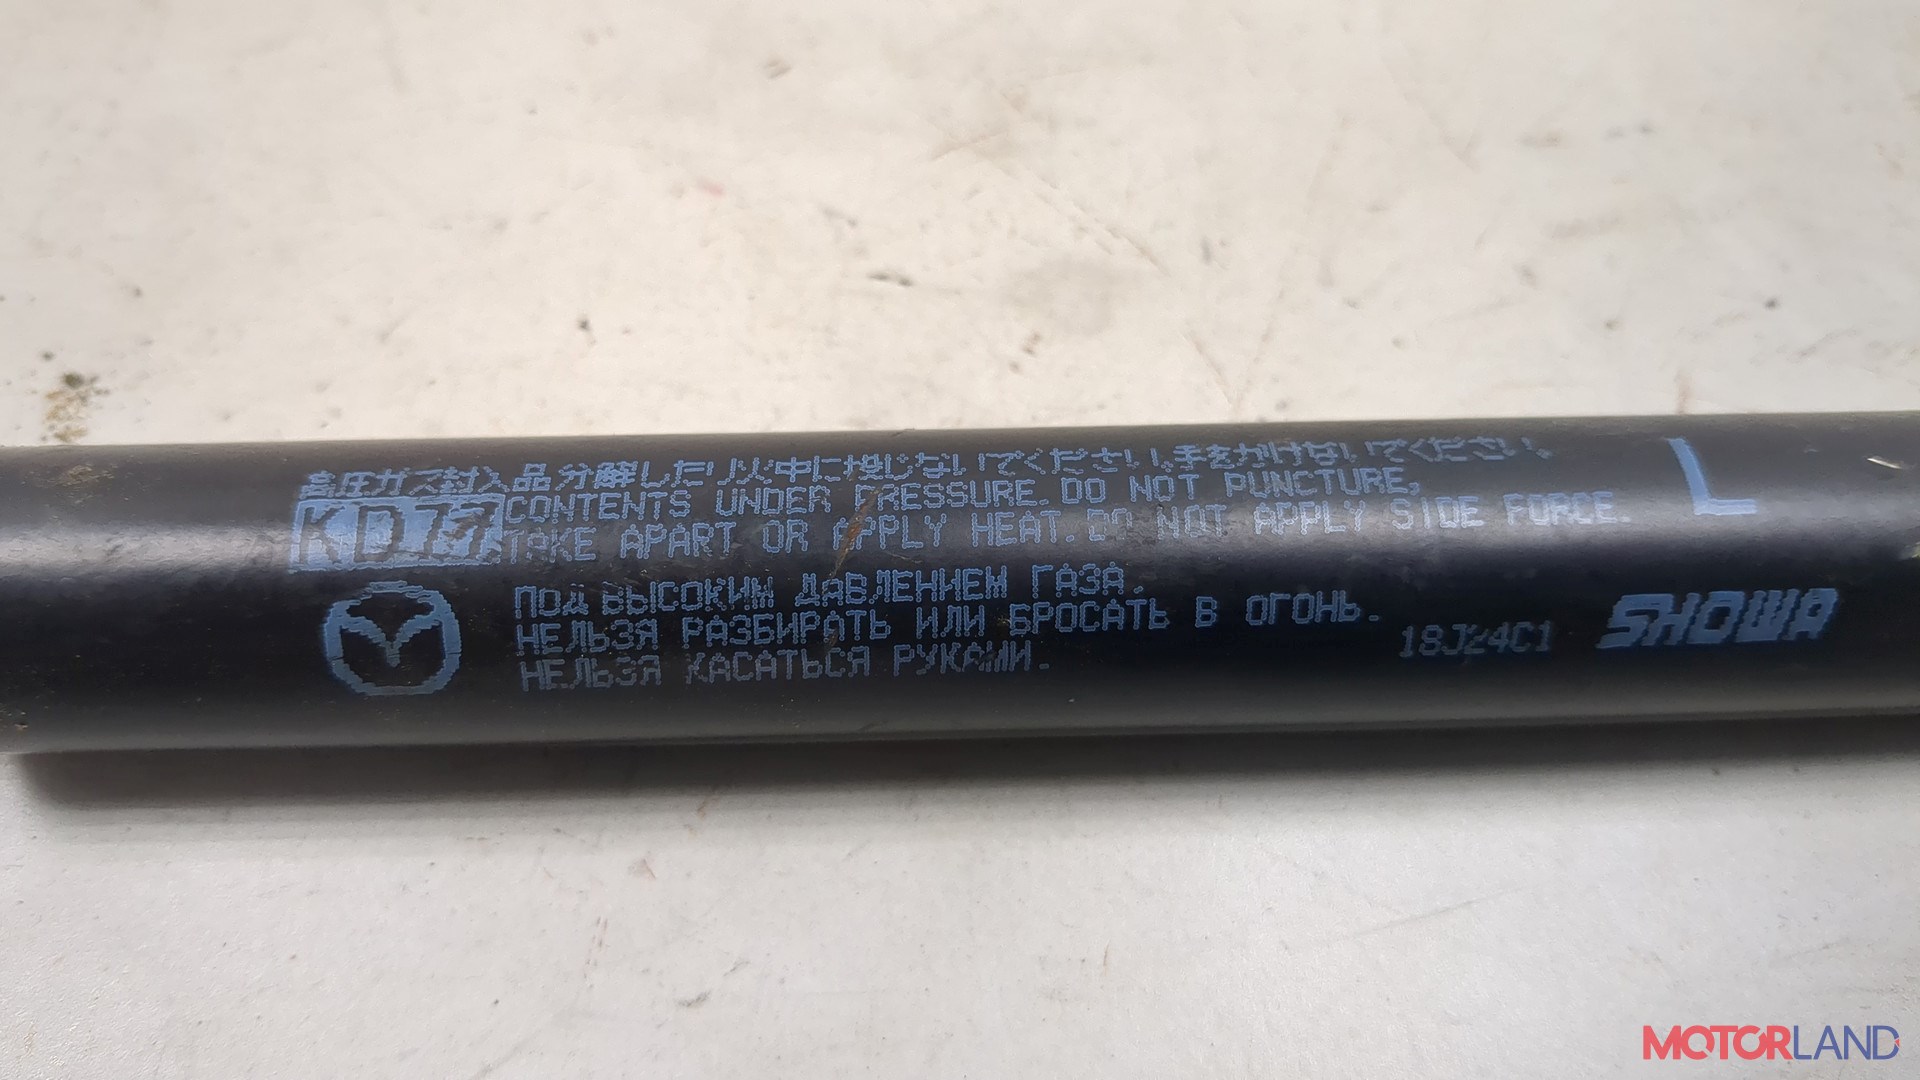 高圧ガス封入品分解したり火中に投じないでください。手をかけないでください。
KD77
CONTENTS UNDER PRESSURE. DO NOT PUNCTURE,
TAKE APART OR APPLY HEAT. DO NOT APPLY SIDE FORCE.
L
ПОД ВЫСОКИМ ДАВЛЕНИЕМ ГАЗА.
НЕЛЬЗЯ РАЗБИРАТЬ ИЛИ БРОСАТЬ В ОГОНЬ.
НЕЛЬЗЯ КАСАТЬСЯ РУКАМИ.
18J24C1
SHOWA
MOTORLAND